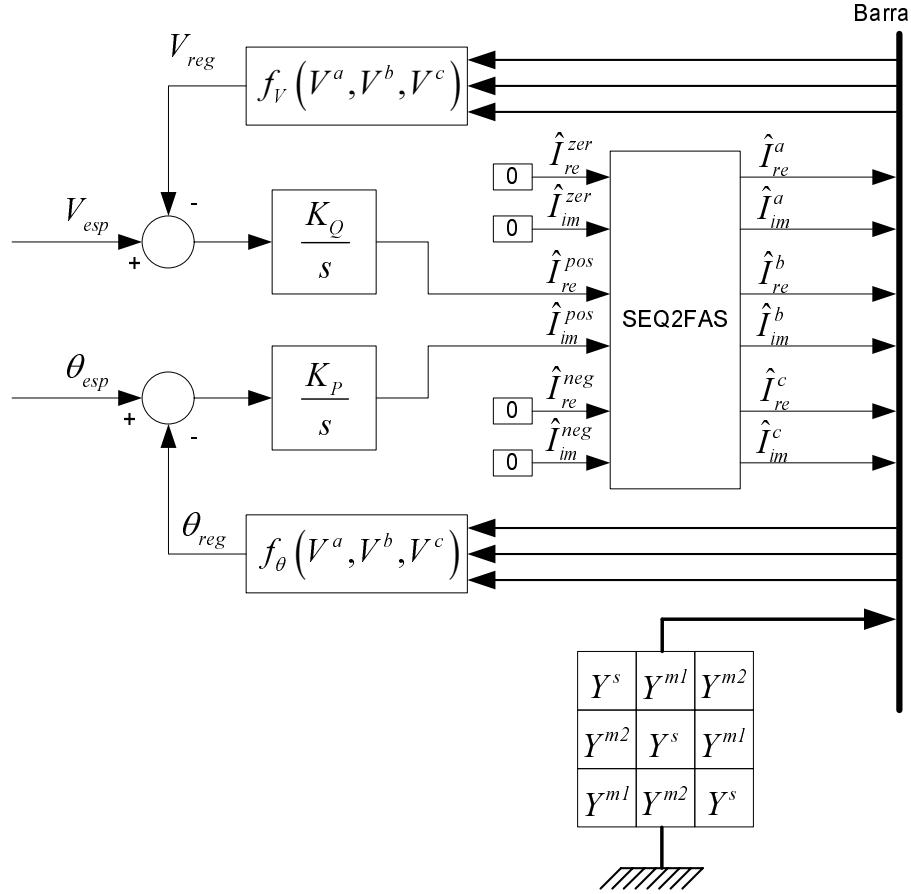 Barra
V_reg
f_V(V^a,V^b,V^c)
V_esp
-
+
K_Q
s
0 Î_re^zer
0 Î_im^zer
Î_re^pos
Î_im^pos
0 Î_re^neg
0 Î_im^neg
SEQ2FAS
Î_re^a
Î_im^a
Î_re^b
Î_im^b
Î_re^c
Î_im^c
θ_esp
+
-
K_P
s
θ_reg
f_θ(V^a,V^b,V^c)
Y^s Y^m1 Y^m2
Y^m2 Y^s Y^m1
Y^m1 Y^m2 Y^s